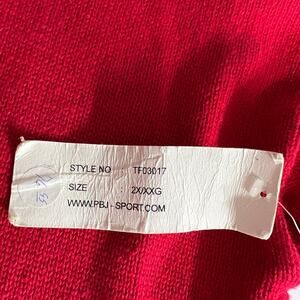 STYLE NO : TF03017
SIZE : 2X/XXG
WWW.PBJ-SPORT.COM